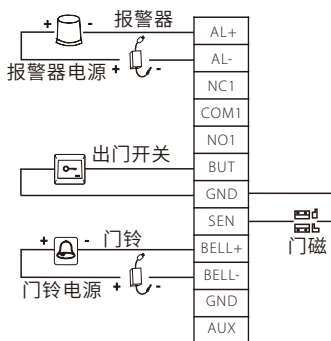 + - 报警器
报警器电源 + -
出门开关
+ - 门铃
门铃电源 + -
AL+
AL-
NC1
COM1
NO1
BUT
GND
SEN
BELL+
BELL-
GND
AUX
门磁